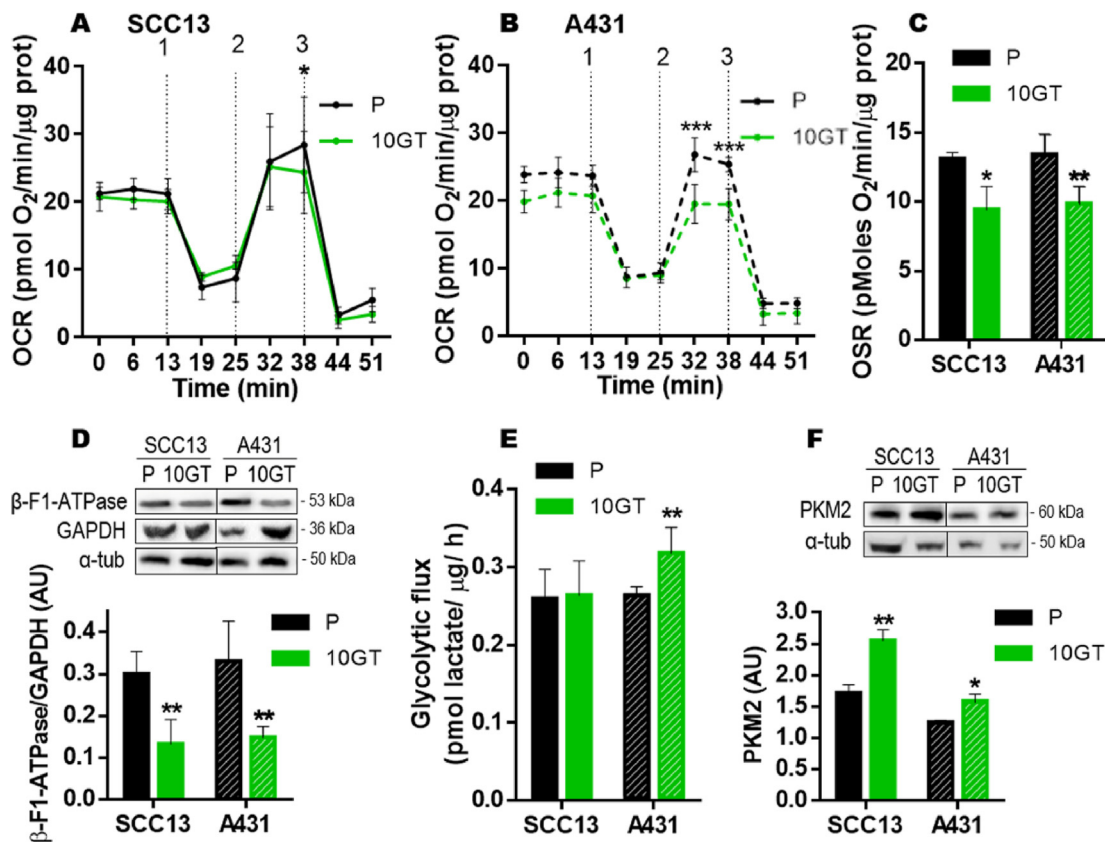 A SCC13
1 2 3
*
P
10GT
OCR (pmol O2/min/µg prot
40
30
20
10
0
0 6 13 19 25 32 38 44 51
Time (min)
B A431
1 2 3
*** ***
P
10GT
OCR (pmol O2/min/µg prot
40
30
20
10
0
0 6 13 19 25 32 38 44 51
Time (min)
C
P
10GT
OSR (pMoles O2/min/µg prot)
20
15
10
5
0
* **
SCC13 A431
D
SCC13 A431
P 10GT P 10GT
β-F1-ATPase - 53 kDa
GAPDH - 36 kDa
α-tub - 50 kDa
P
10GT
β-F1-ATPase/GAPDH (AU)
0.4
0.3
0.2
0.1
0.0
** **
SCC13 A431
E
P
10GT
Glycolytic flux
(pmol lactate/ µg/ h)
0.4
0.3
0.2
0.1
0.0
**
SCC13 A431
F
SCC13 A431
P 10GT P 10GT
PKM2 - 60 kDa
α-tub - 50 kDa
P
10GT
PKM2 (AU)
3.0
2.5
2.0
1.5
1.0
0.5
0.0
** *
SCC13 A431